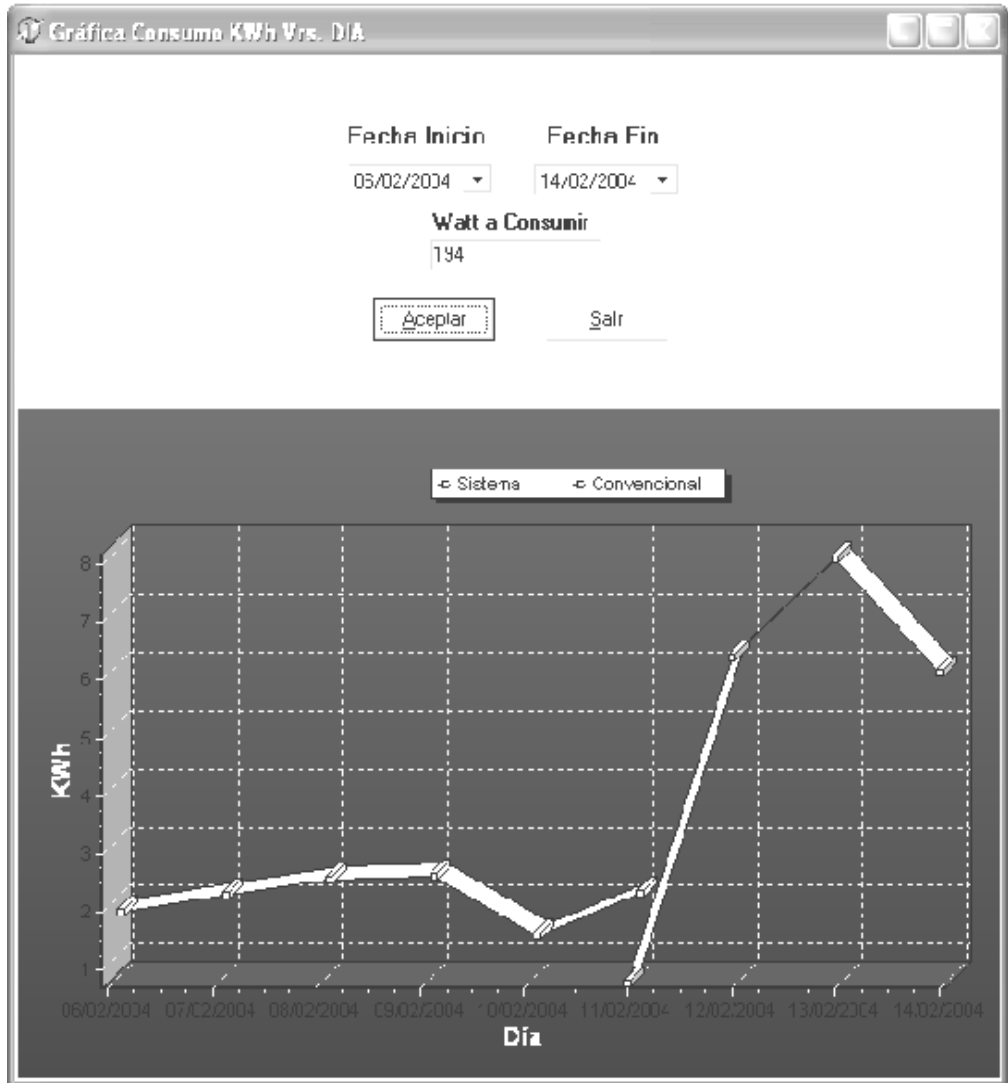 Gráfica Consumo KWh Vrs. DIA
Fecha Inicio Fecha Fin
06/02/2004 14/02/2004
Watt a Consumir
194
Aceptar Salir
Sistema Convencional
8
7
6
5
4
3
2
1
KWh
06/02/2004 07/02/2004 08/02/2004 09/02/2004 10/02/2004 11/02/2004 12/02/2004 13/02/2004 14/02/2004
Día